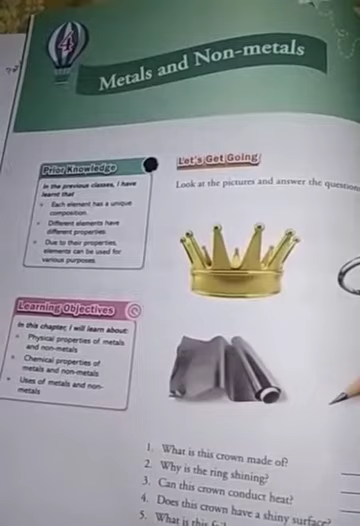 4
Metals and Non-metals
Prior Knowledge
In the previous classes, I have
learnt that
Each element has a unique
composition.
Different elements have
different properties.
Due to their properties,
elements can be used for
various purposes.
Let's Get Going
Look at the pictures and answer the question
Learning Objectives
In this chapter, I will learn about:
Physical properties of metals
and non-metals
Chemical properties of
metals and non-metals
Uses of metals and non-
metals
1. What is this crown made of?
2. Why is the ring shining?
3. Can this crown conduct heat?
4. Does this crown have a shiny surface?
5. What is this